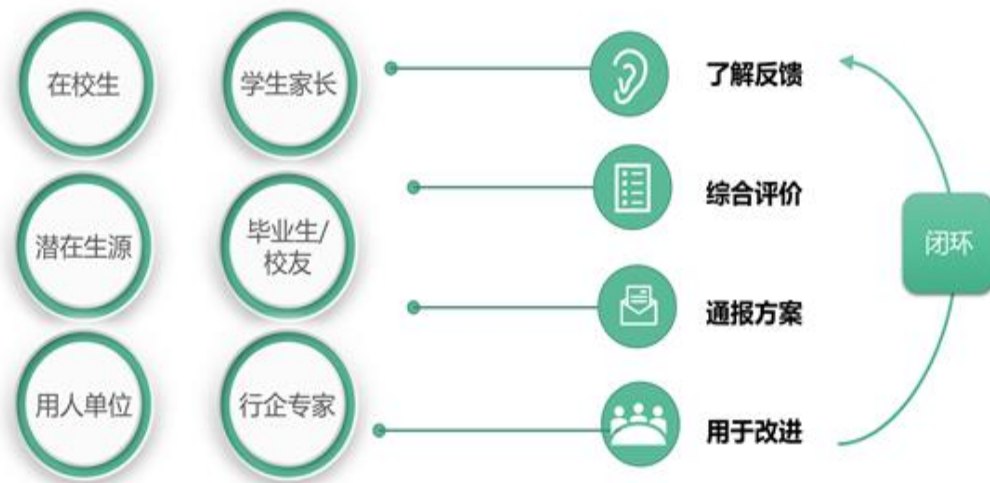 在校生
学生家长
潜在生源
毕业生/
校友
用人单位
行企专家
了解反馈
综合评价
通报方案
用于改进
闭环